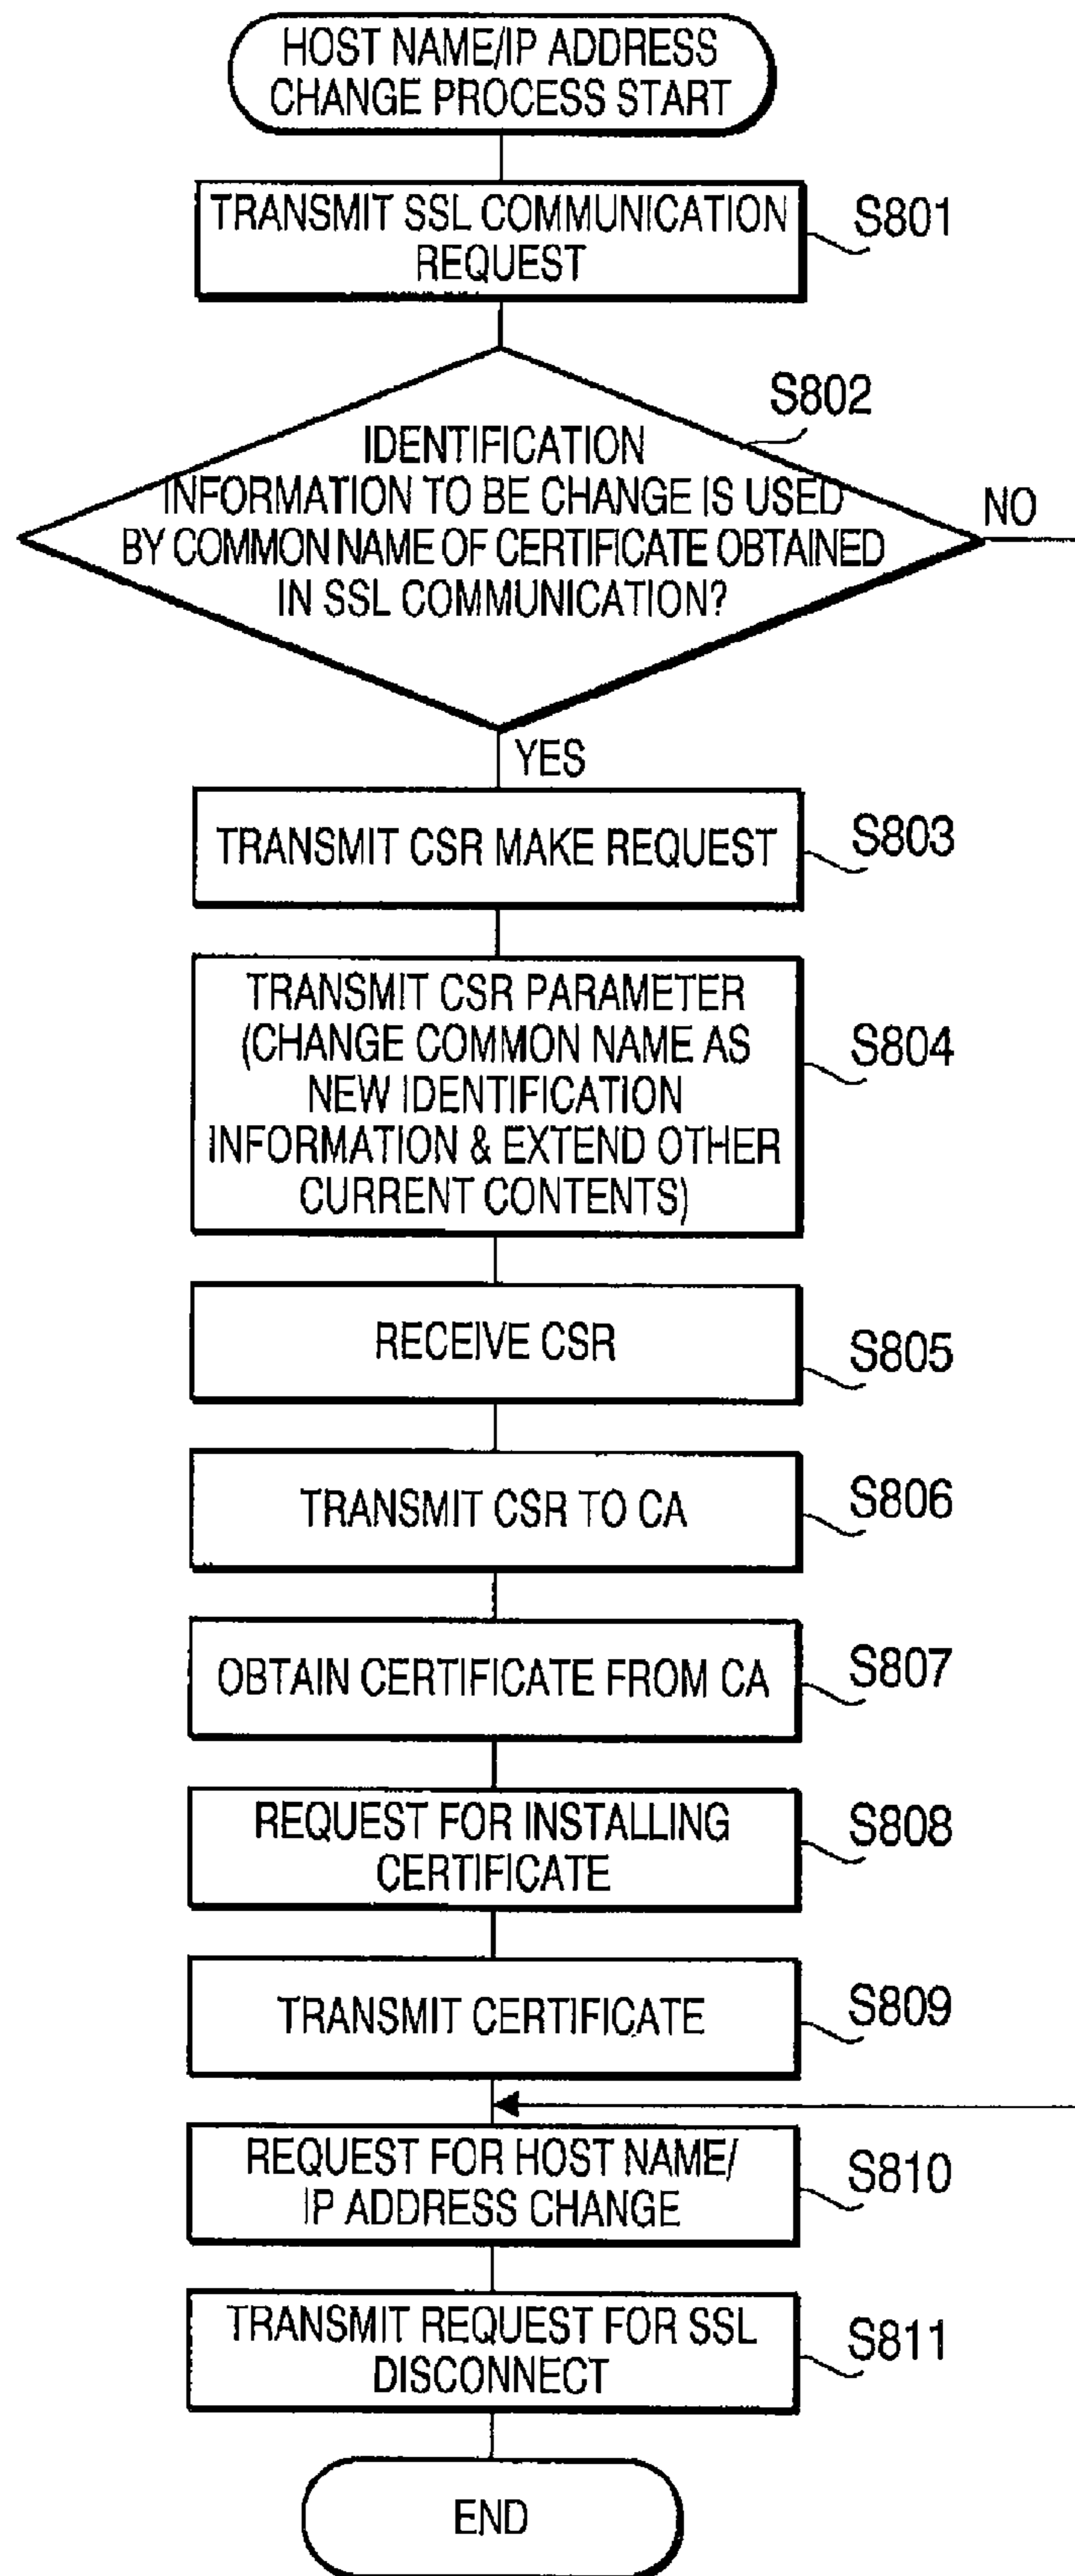 HOST NAME/IP ADDRESS
CHANGE PROCESS START
TRANSMIT SSL COMMUNICATION
REQUEST
S801
S802
IDENTIFICATION
INFORMATION TO BE CHANGE IS USED
BY COMMON NAME OF CERTIFICATE OBTAINED
IN SSL COMMUNICATION?
NO
YES
TRANSMIT CSR MAKE REQUEST
S803
TRANSMIT CSR PARAMETER
(CHANGE COMMON NAME AS
NEW IDENTIFICATION
INFORMATION & EXTEND OTHER
CURRENT CONTENTS)
S804
RECEIVE CSR
S805
TRANSMIT CSR TO CA
S806
OBTAIN CERTIFICATE FROM CA
S807
REQUEST FOR INSTALLING
CERTIFICATE
S808
TRANSMIT CERTIFICATE
S809
REQUEST FOR HOST NAME/
IP ADDRESS CHANGE
S810
TRANSMIT REQUEST FOR SSL
DISCONNECT
S811
END